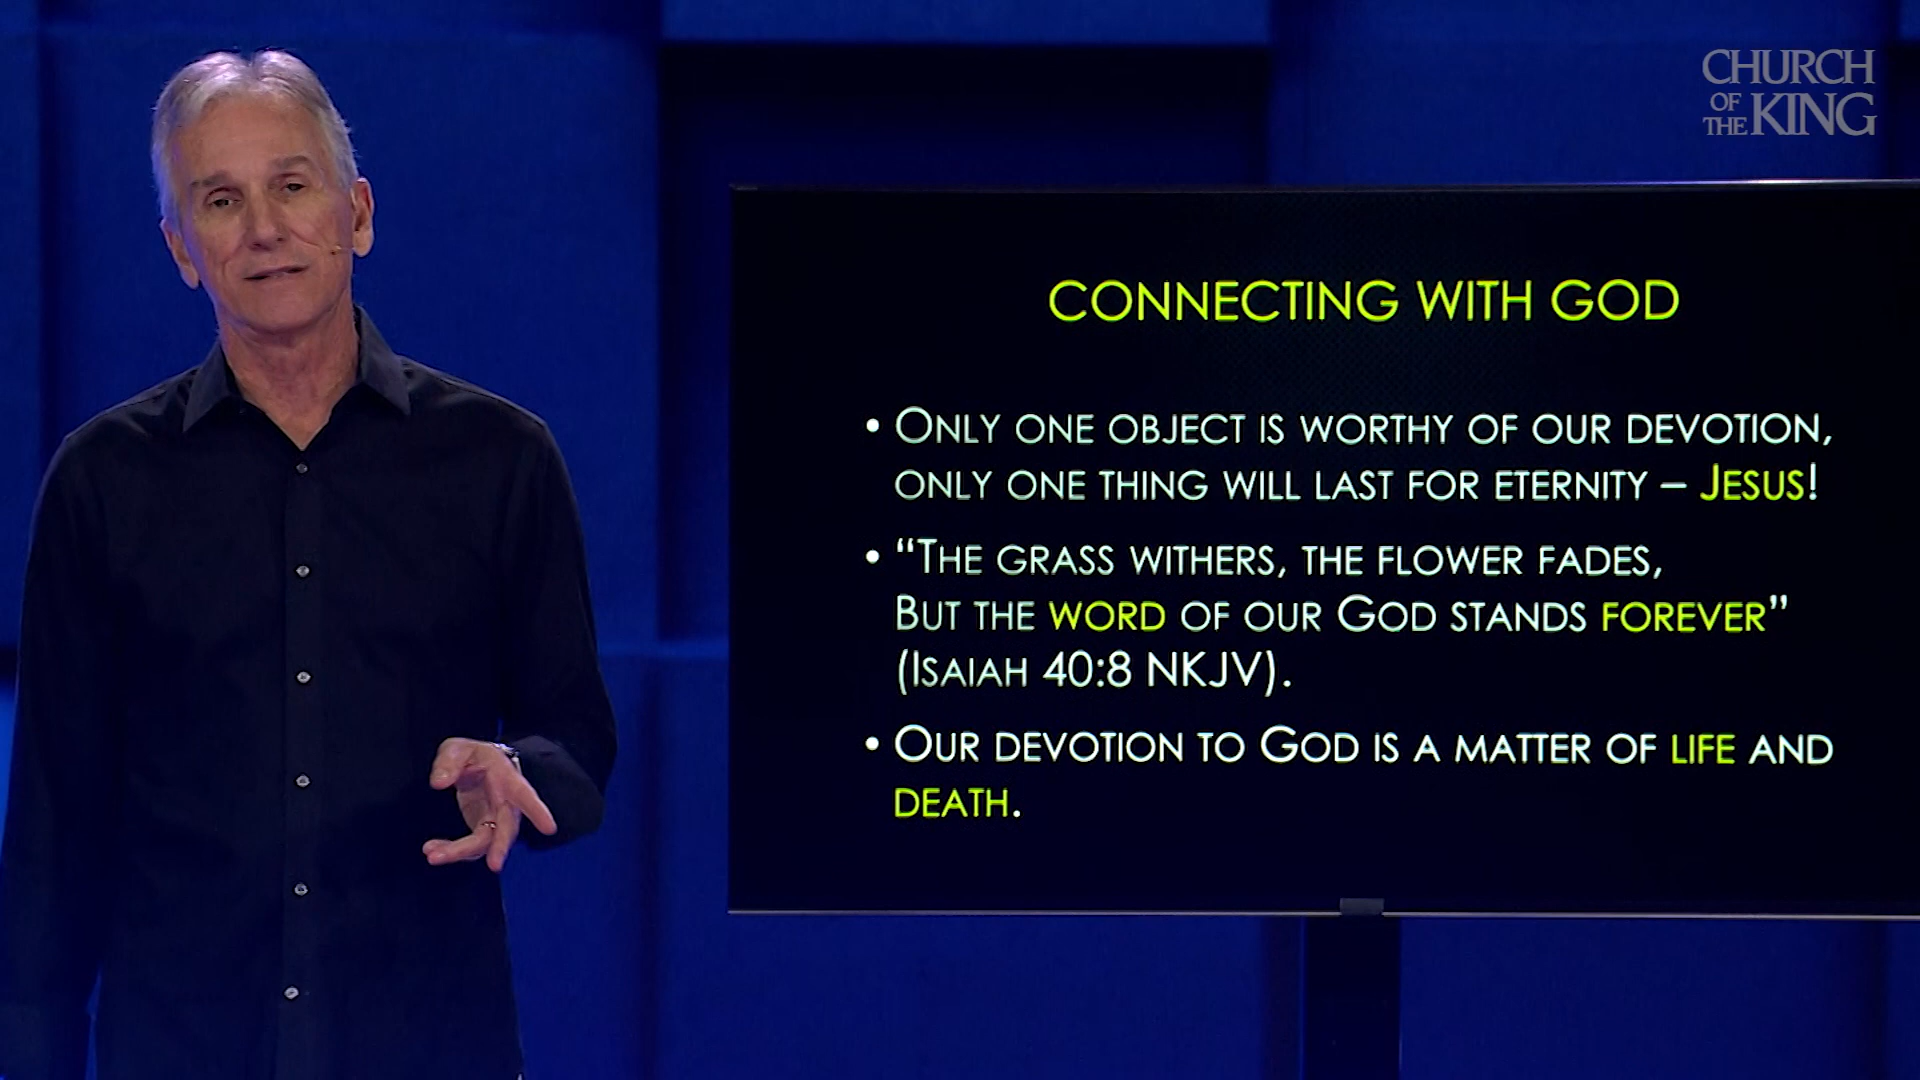 CHURCH
OF
THE KING
CONNECTING WITH GOD
• ONLY ONE OBJECT IS WORTHY OF OUR DEVOTION,
ONLY ONE THING WILL LAST FOR ETERNITY – JESUS!
• “THE GRASS WITHERS, THE FLOWER FADES,
BUT THE WORD OF OUR GOD STANDS FOREVER”
(ISAIAH 40:8 NKJV).
• OUR DEVOTION TO GOD IS A MATTER OF LIFE AND
DEATH.